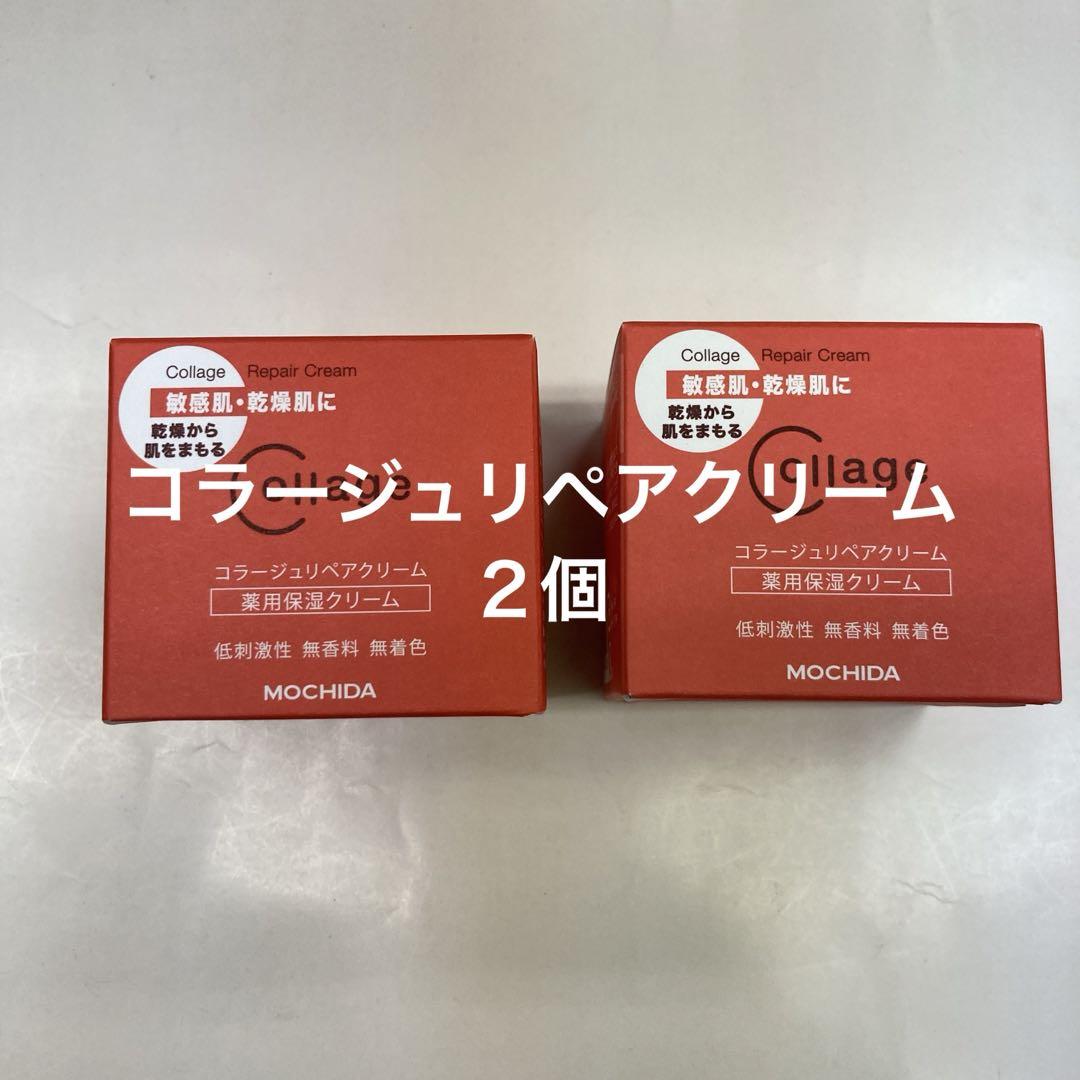 Collage Repair Cream
敏感肌・乾燥肌に
乾燥から
肌をまもる
Collage
コラージュリペアクリーム
薬用保湿クリーム
低刺激性 無香料 無着色
MOCHIDA
Collage Repair Cream
敏感肌・乾燥肌に
乾燥から
肌をまもる
Collage
コラージュリペアクリーム
薬用保湿クリーム
低刺激性 無香料 無着色
MOCHIDA
コラージュリペアクリーム
２個